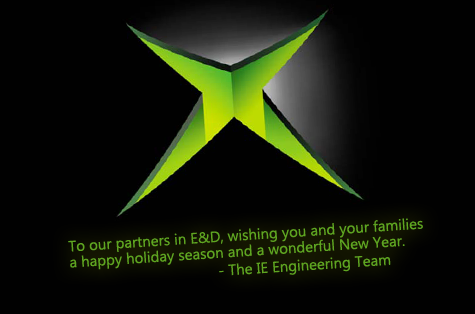 To our partners in E&D, wishing you and your families
a happy holiday season and a wonderful New Year.
- The IE Engineering Team